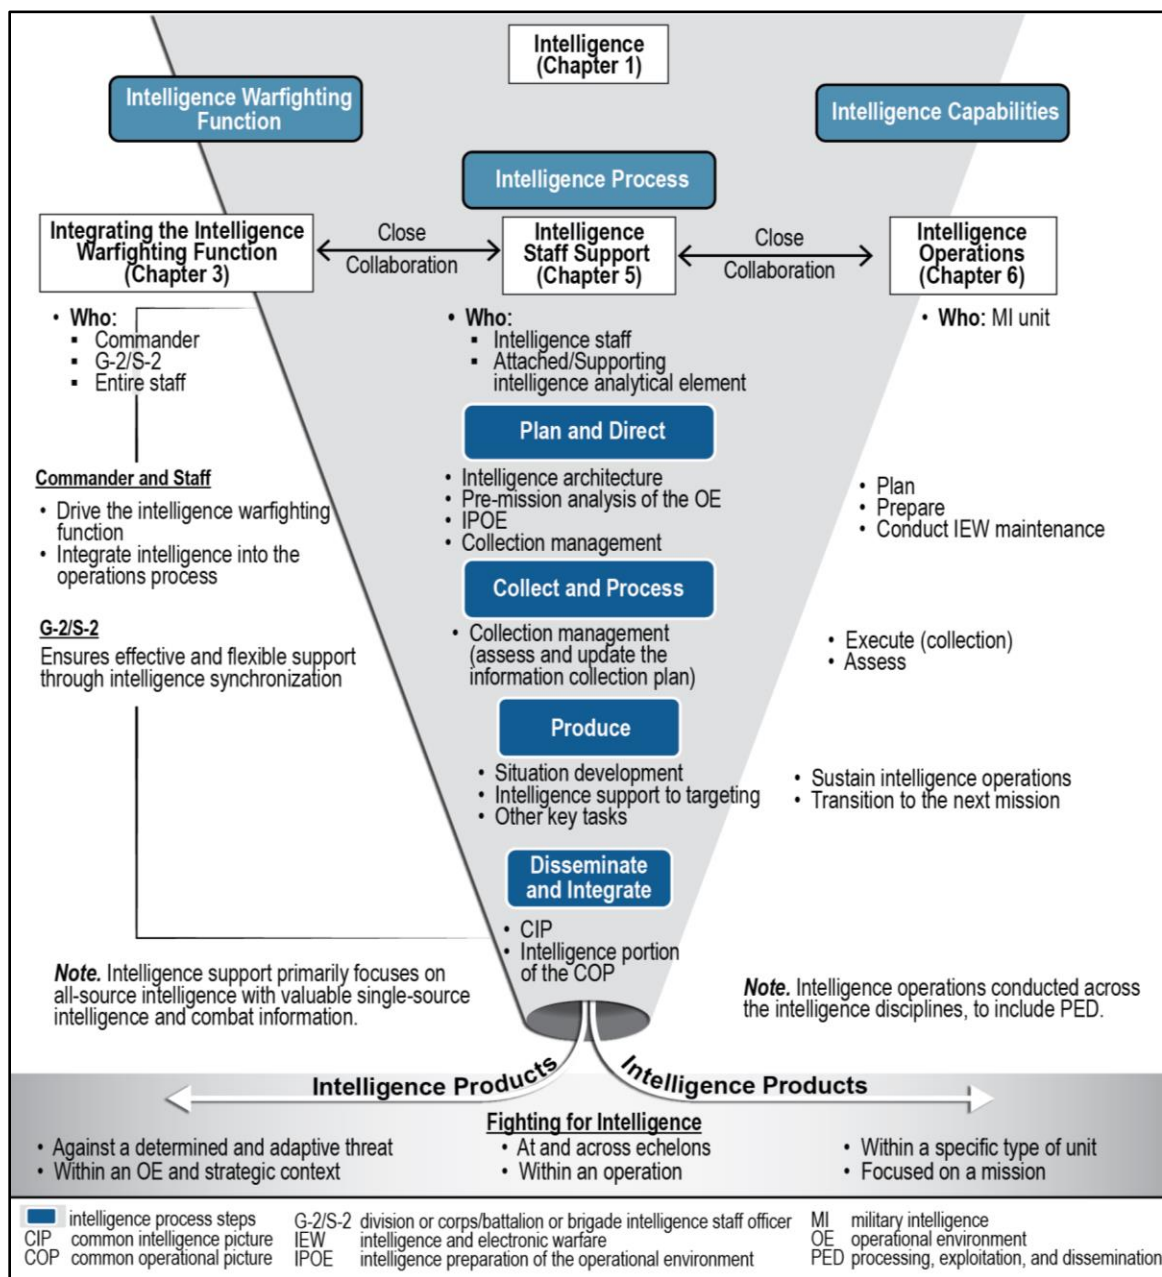 Intelligence
(Chapter 1)
Intelligence Warfighting
Function
Intelligence Capabilities
Intelligence Process
Integrating the Intelligence
Warfighting Function
(Chapter 3)
Close
Collaboration
Intelligence
Staff Support
(Chapter 5)
Close
Collaboration
Intelligence
Operations
(Chapter 6)
• Who:
▪ Commander
▪ G-2/S-2
▪ Entire staff
• Who:
▪ Intelligence staff
▪ Attached/Supporting
intelligence analytical element
• Who: MI unit
Plan and Direct
Commander and Staff
• Drive the intelligence warfighting
function
• Integrate intelligence into the
operations process
• Intelligence architecture
• Pre-mission analysis of the OE
• IPOE
• Collection management
• Plan
• Prepare
• Conduct IEW maintenance
Collect and Process
G-2/S-2
Ensures effective and flexible support
through intelligence synchronization
• Collection management
(assess and update the
information collection plan)
• Execute (collection)
• Assess
Produce
• Situation development
• Intelligence support to targeting
• Other key tasks
• Sustain intelligence operations
• Transition to the next mission
Disseminate
and Integrate
• CIP
• Intelligence portion
of the COP
Note. Intelligence support primarily focuses on
all-source intelligence with valuable single-source
intelligence and combat information.
Note. Intelligence operations conducted across
the intelligence disciplines, to include PED.
Intelligence Products
Intelligence Products
Fighting for Intelligence
• Against a determined and adaptive threat
• Within an OE and strategic context
• At and across echelons
• Within an operation
• Within a specific type of unit
• Focused on a mission
intelligence process steps
CIP common intelligence picture
COP common operational picture
G-2/S-2 division or corps/battalion or brigade intelligence staff officer
IEW intelligence and electronic warfare
IPOE intelligence preparation of the operational environment
MI military intelligence
OE operational environment
PED processing, exploitation, and dissemination